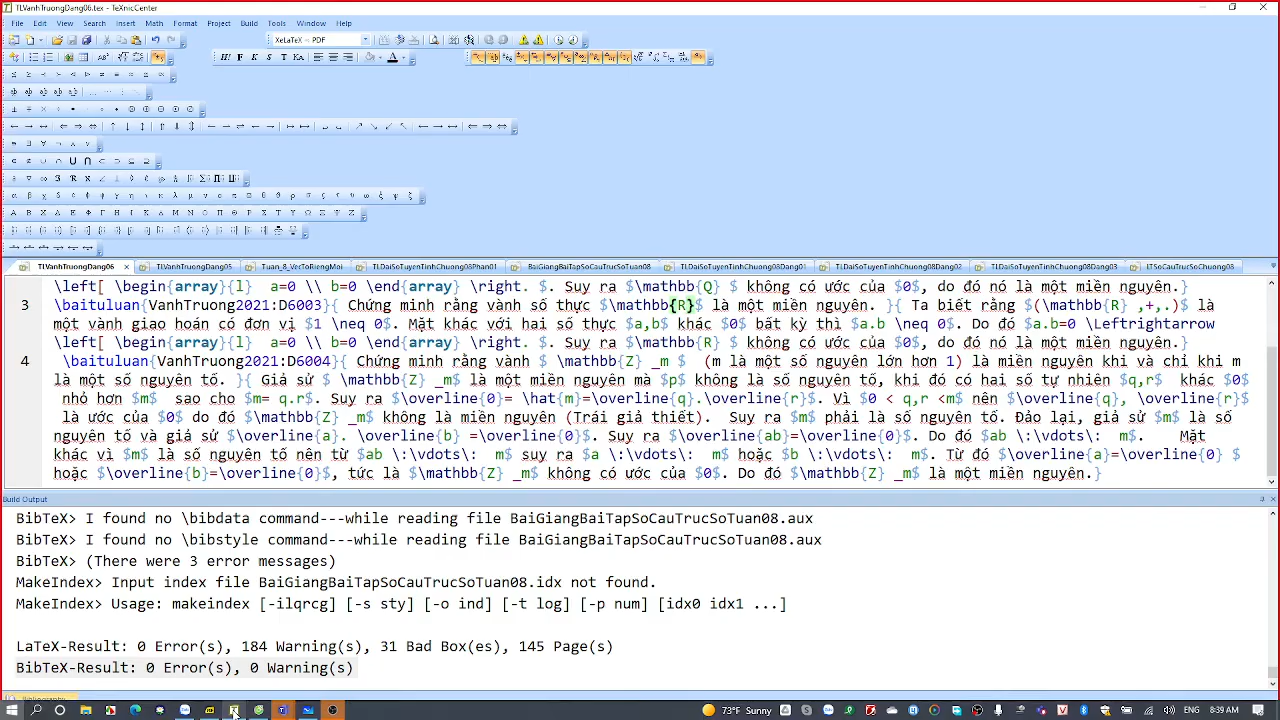 TLVanhTruongDang06.tex - TeXnicCenter
File Edit View Search Insert Math Format Project Build Tools Window Help
XeLaTeX ⇒ PDF
TLVanhTruongDang06 TLVanhTruongDang05 Tuan_8_VecToRiengMoi TLDaiSoTuyenTinhChuong08Phan01 BaiGiangBaiTapSoCauTrucSoTuan08 TLDaiSoTuyenTinhChuong08Dang01 TLDaiSoTuyenTinhChuong08Dang02 TLDaiSoTuyenTinhChuong08Dang03 LTSoCauTrucSoChuong08
\left[ \begin{array}{l}  a=0 \\ b=0 \end{array} \right. $. Suy ra $\mathbb{Q} $ không có ước của $0$, do đó nó là một miền nguyên.}
3 \baituluan{VanhTruong2021:D6003}{ Chứng minh rằng vành số thực $\mathbb{R}$ là một miền nguyên. }{ Ta biết rằng $(\mathbb{R} ,+,.)$ là
một vành giao hoán có đơn vị $1 \neq 0$. Mặt khác với hai số thực $a,b$ khác $0$ bất kỳ thì $a.b \neq 0$. Do đó $a.b=0 \Leftrightarrow
\left[ \begin{array}{l}  a=0 \\ b=0 \end{array} \right. $. Suy ra $\mathbb{R} $ không có ước của $0$, do đó nó là một miền nguyên.}
4 \baituluan{VanhTruong2021:D6004}{ Chứng minh rằng vành $ \mathbb{Z} _m $  (m là một số nguyên lớn hơn 1) là miền nguyên khi và chỉ khi m
là một số nguyên tố. }{ Giả sử $ \mathbb{Z} _m$ là một miền nguyên mà $p$ không là số nguyên tố, khi đó có hai số tự nhiên $q,r$  khác $0$
nhỏ hơn $m$  sao cho $m= q.r$. Suy ra $\overline{0}= \hat{m}=\overline{q}.\overline{r}$. Vì $0 < q,r <m$ nên $\overline{q}, \overline{r}$
là ước của $0$ do đó $\mathbb{Z} _m$ không là miền nguyên (Trái giả thiết).  Suy ra $m$ phải là số nguyên tố. Đảo lại, giả sử $m$ là số
nguyên tố và giả sử $\overline{a}. \overline{b} =\overline{0}$. Suy ra $\overline{ab}=\overline{0}$. Do đó $ab \:\vdots\:  m$.   Mặt
khác vì $m$ là số nguyên tố nên từ $ab \:\vdots\:  m$ suy ra $a \:\vdots\:  m$ hoặc $b \:\vdots\:  m$. Từ đó $\overline{a}=\overline{0} $
hoặc $\overline{b}=\overline{0}$, tức là $\mathbb{Z} _m$ không có ước của $0$. Do đó $\mathbb{Z} _m$ là một miền nguyên.}
Build Output
BibTeX> I found no \bibdata command---while reading file BaiGiangBaiTapSoCauTrucSoTuan08.aux
BibTeX> I found no \bibstyle command---while reading file BaiGiangBaiTapSoCauTrucSoTuan08.aux
BibTeX> (There were 3 error messages)
MakeIndex> Input index file BaiGiangBaiTapSoCauTrucSoTuan08.idx not found.
MakeIndex> Usage: makeindex [-ilqrcg] [-s sty] [-o ind] [-t log] [-p num] [idx0 idx1 ...]
LaTeX-Result: 0 Error(s), 184 Warning(s), 31 Bad Box(es), 145 Page(s)
BibTeX-Result: 0 Error(s), 0 Warning(s)
73°F Sunny ENG 8:39 AM